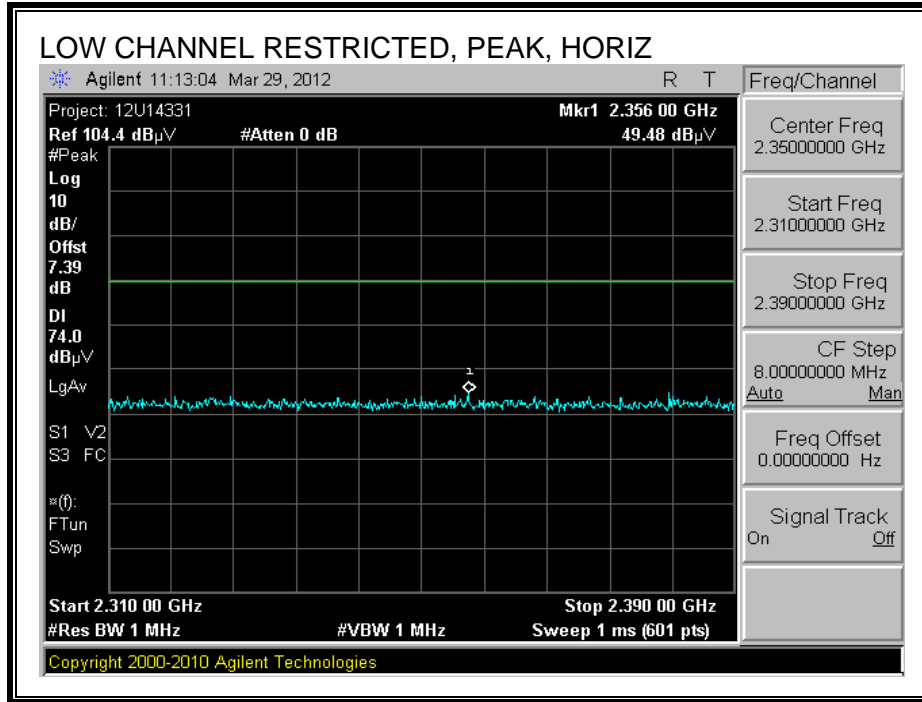 LOW CHANNEL RESTRICTED, PEAK, HORIZ
Agilent 11:13:04 Mar 29, 2012 R T
Project: 12U14331 Mkr1 2.356 00 GHz
Ref 104.4 dBµV #Atten 0 dB 49.48 dBµV
#Peak
Log
10
dB/
Offst
7.39
dB
DI
74.0
dBµV
LgAv
1
S1 V2
S3 FC
¤(f):
FTun
Swp
Start 2.310 00 GHz Stop 2.390 00 GHz
#Res BW 1 MHz #VBW 1 MHz Sweep 1 ms (601 pts)
Copyright 2000-2010 Agilent Technologies
Freq/Channel
Center Freq
2.35000000 GHz
Start Freq
2.31000000 GHz
Stop Freq
2.39000000 GHz
CF Step
8.00000000 MHz
Auto Man
Freq Offset
0.00000000 Hz
Signal Track
On Off